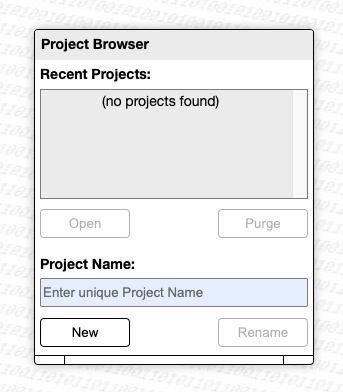 Project Browser
Recent Projects:
(no projects found)
Open
Purge
Project Name:
Enter unique Project Name
New
Rename